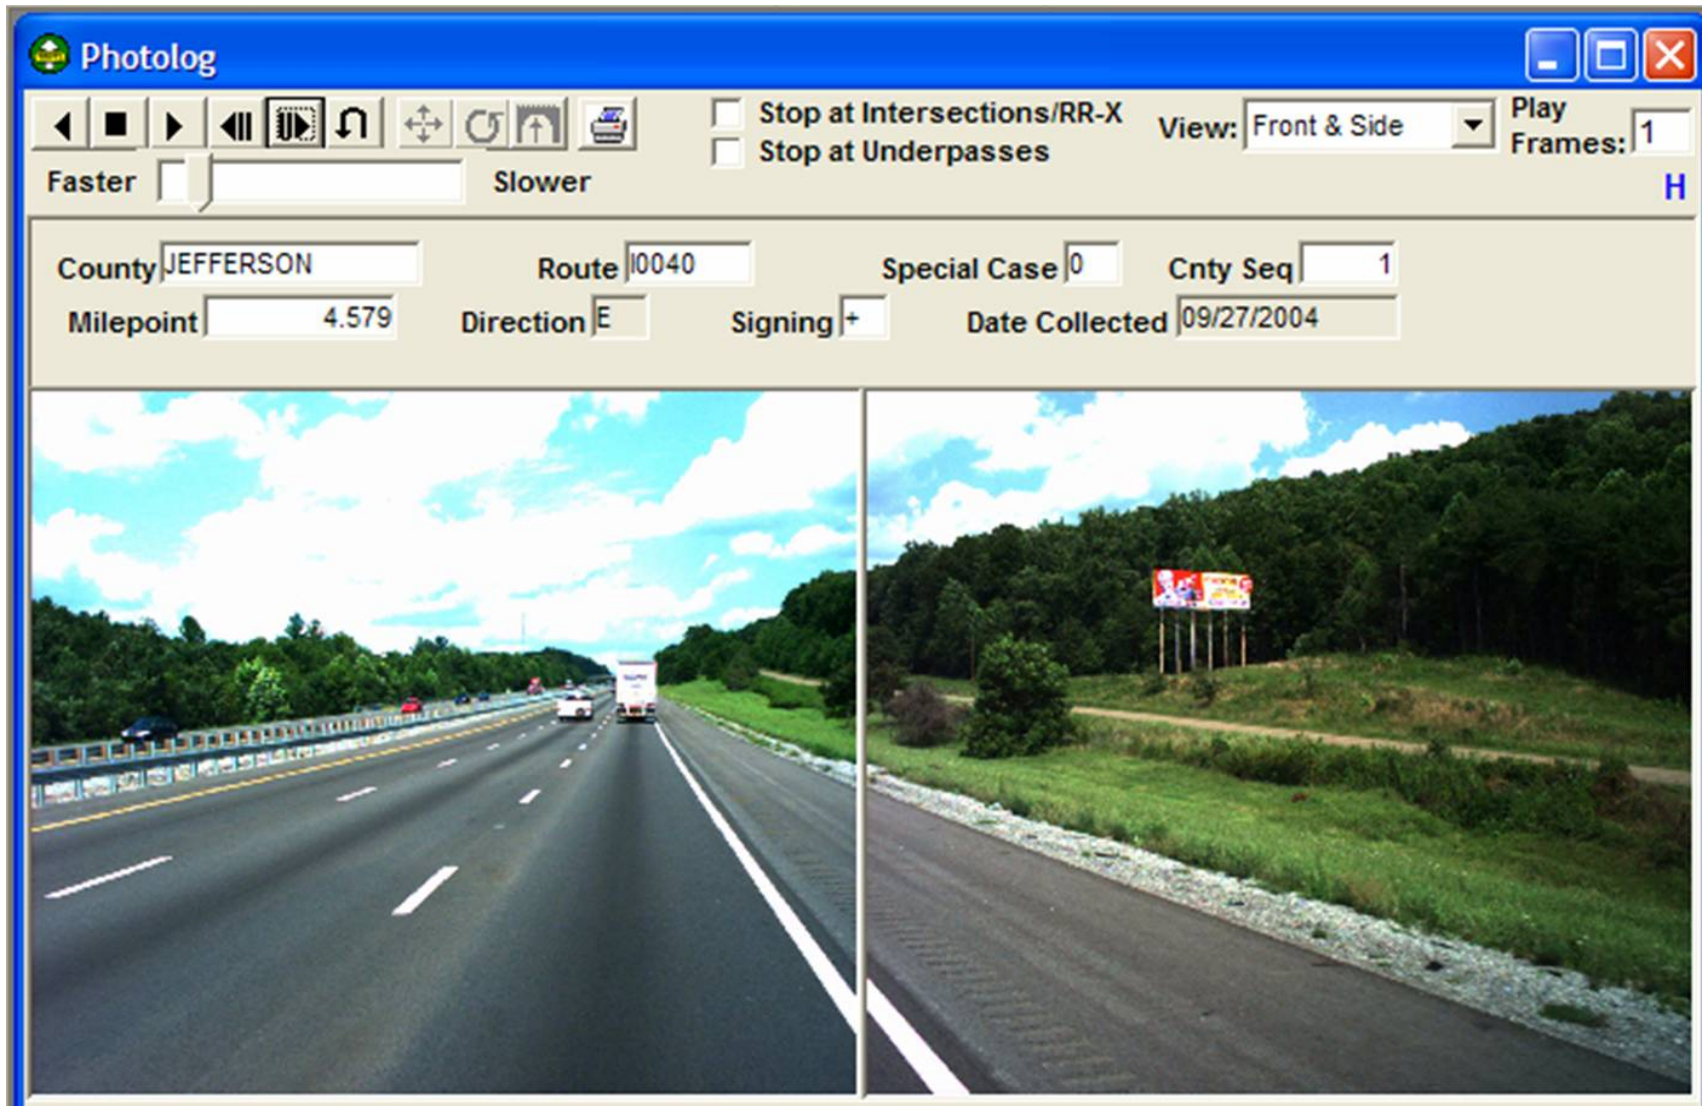 Photolog
Stop at Intersections/RR-X
View: Front & Side
Play Frames: 1
Stop at Underpasses
Faster
Slower
H
County JEFFERSON
Route I0040
Special Case 0
Cnty Seq 1
Milepoint 4.579
Direction E
Signing +
Date Collected 09/27/2004